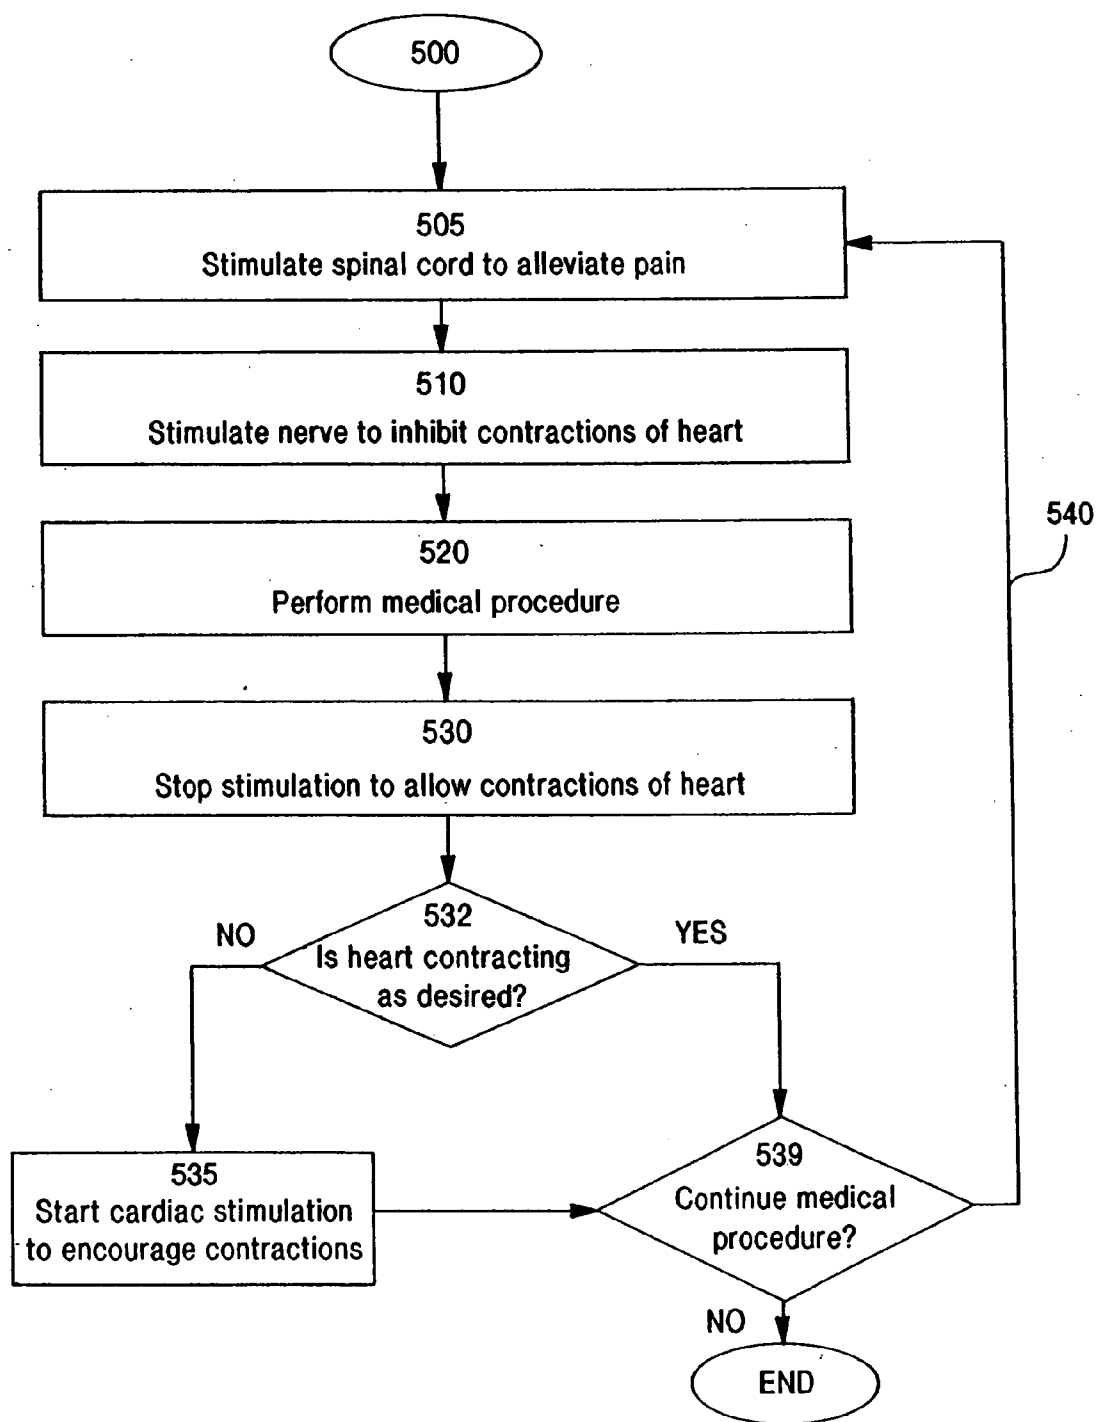 500
505
Stimulate spinal cord to alleviate pain
510
Stimulate nerve to inhibit contractions of heart
520
Perform medical procedure
540
530
Stop stimulation to allow contractions of heart
532
Is heart contracting
as desired?
NO
YES
535
Start cardiac stimulation
to encourage contractions
539
Continue medical
procedure?
NO
END